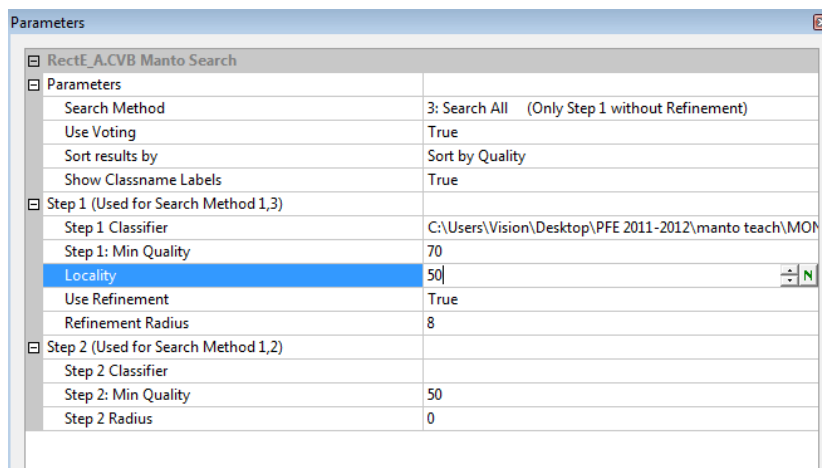 Parameters
RectE_A.CVB Manto Search
Parameters
Search Method 3: Search All (Only Step 1 without Refinement)
Use Voting True
Sort results by Sort by Quality
Show Classname Labels True
Step 1 (Used for Search Method 1,3)
Step 1 Classifier C:\Users\Vision\Desktop\PFE 2011-2012\manto teach\MON
Step 1: Min Quality 70
Locality 50 N
Use Refinement True
Refinement Radius 8
Step 2 (Used for Search Method 1,2)
Step 2 Classifier
Step 2: Min Quality 50
Step 2 Radius 0